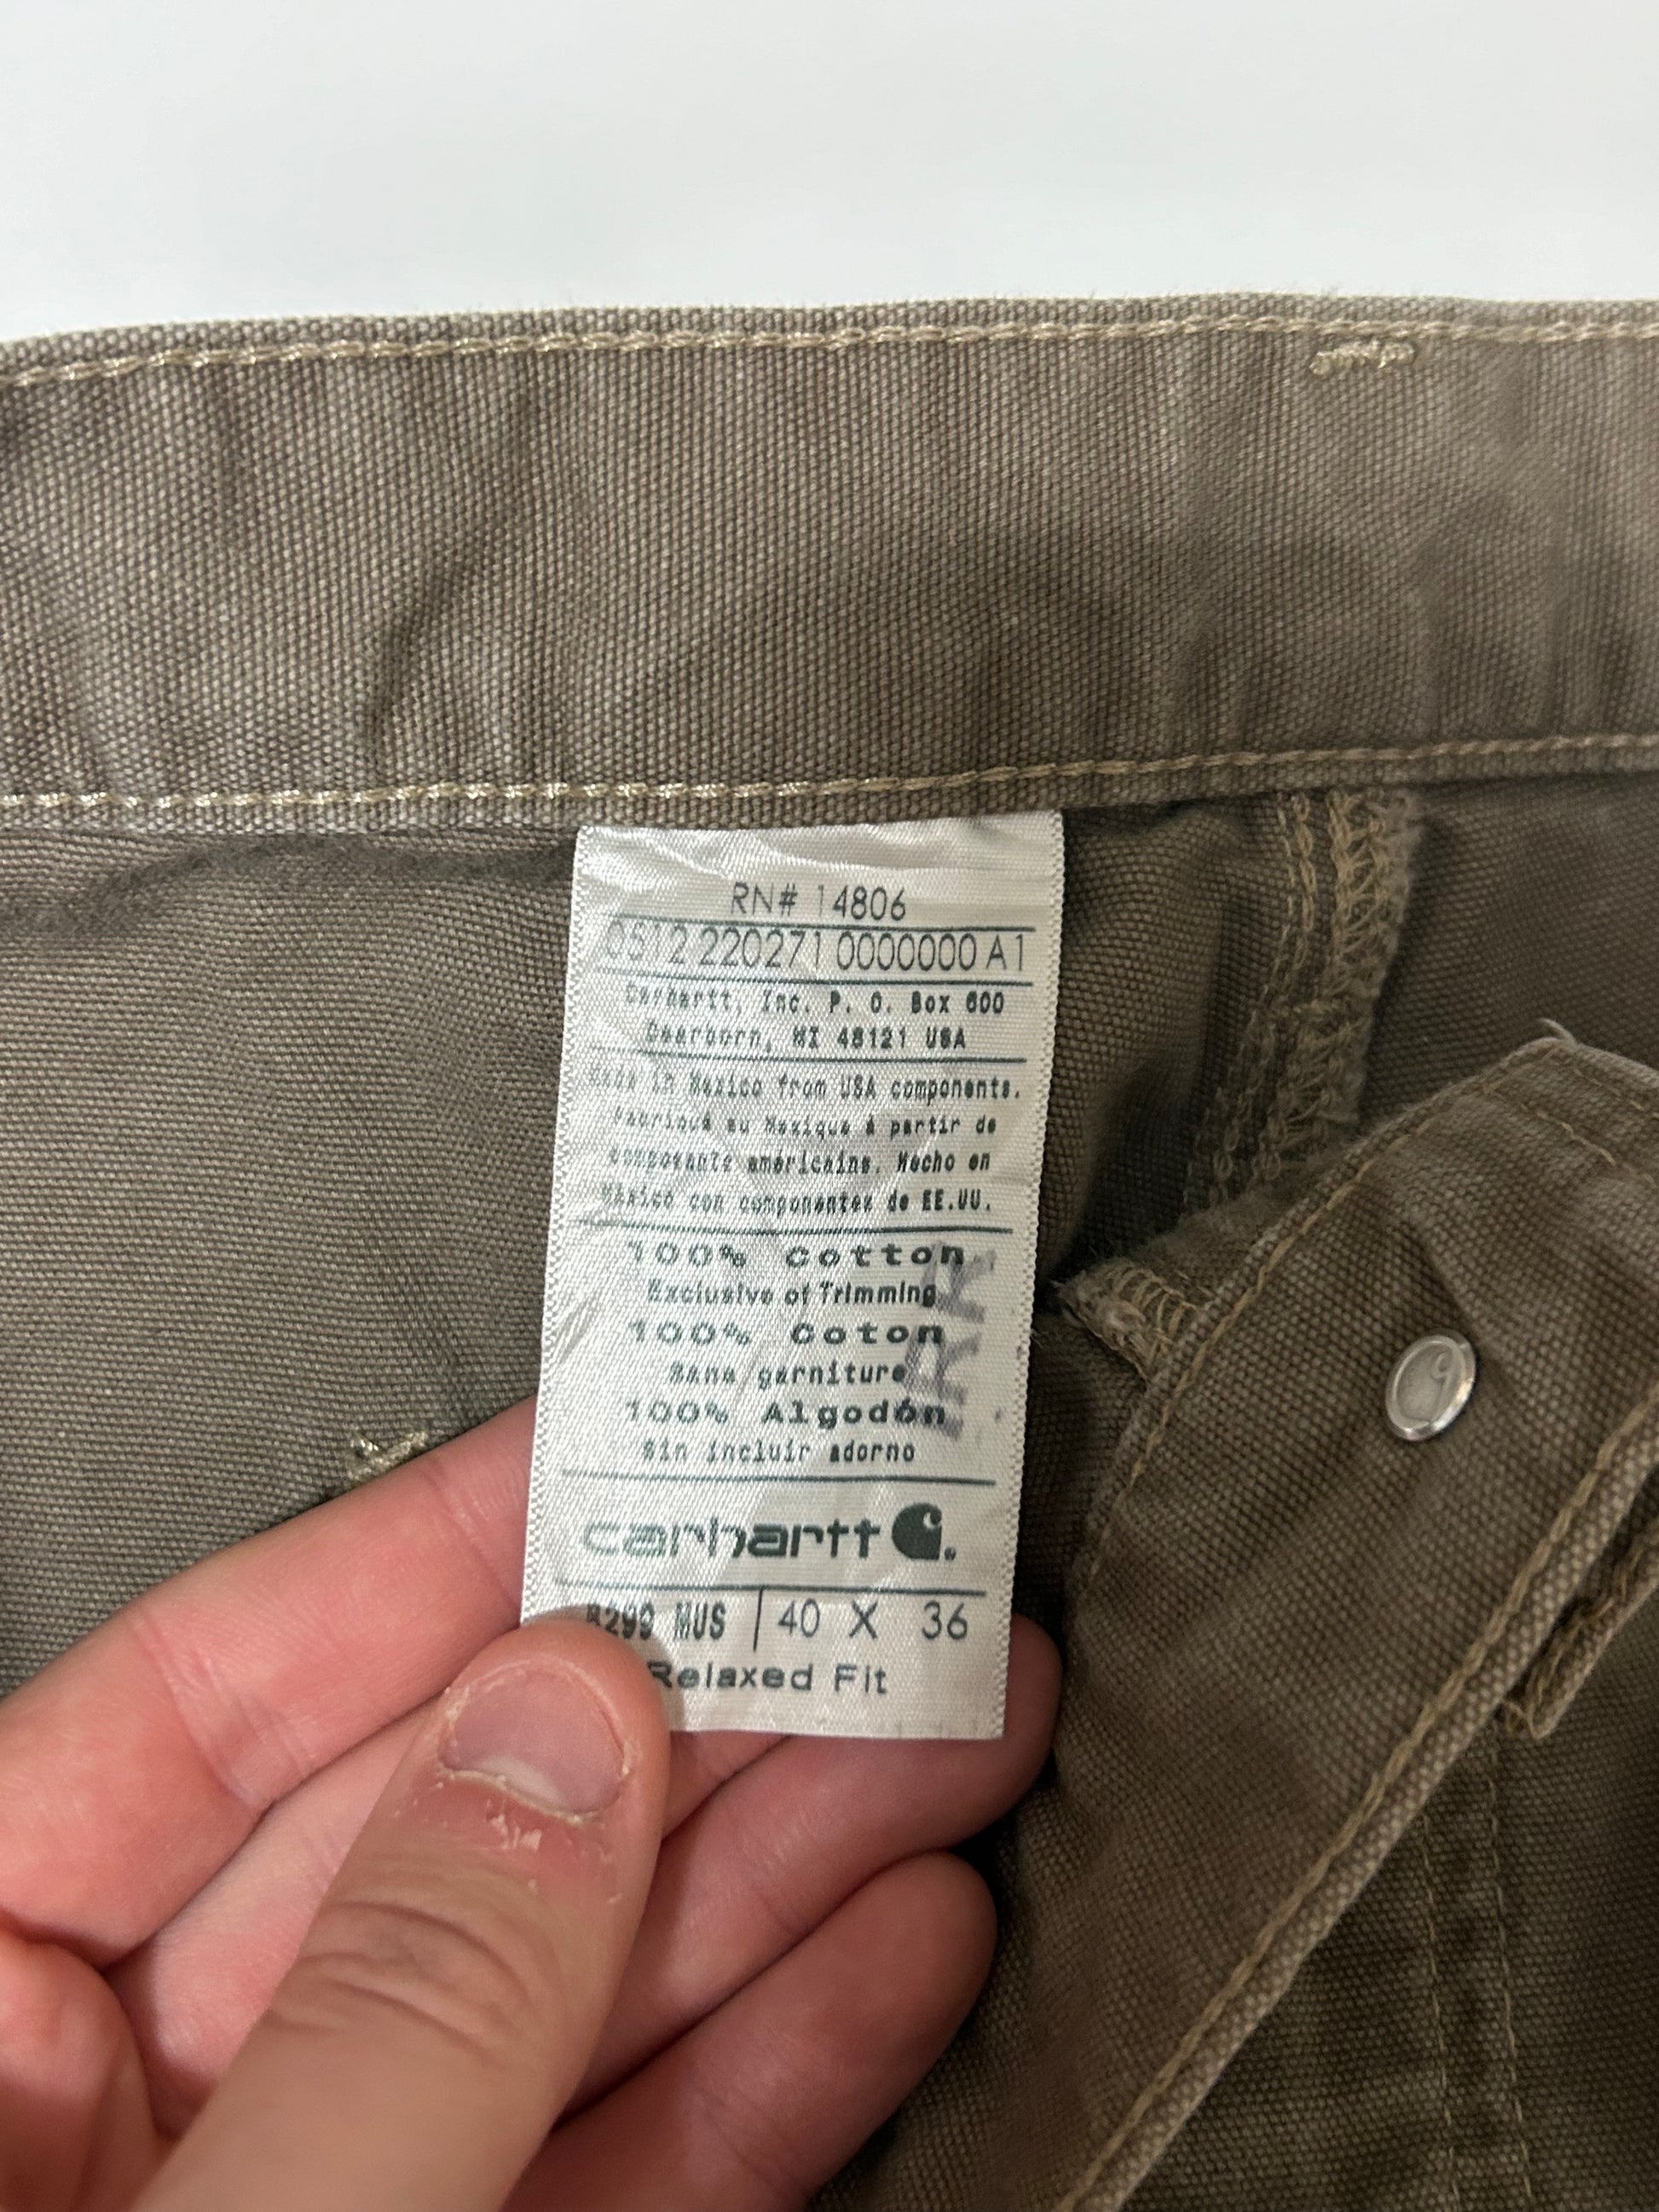 RN# 14806
0512 220271 0000000 A1
Carhartt, Inc. P. O. Box 600
Dearborn, MI 48121 USA
Made in Mexico from USA components.
Fabriqué au Mexique à partir de
composants américains. Hecho en
México con componentes de EE.UU.
100% Cotton
Exclusive of Trimming
100% Coton
Sans garniture
100% Algodón
Sin incluir adorno
carhartt
B299 MUS | 40 X 36
Relaxed Fit